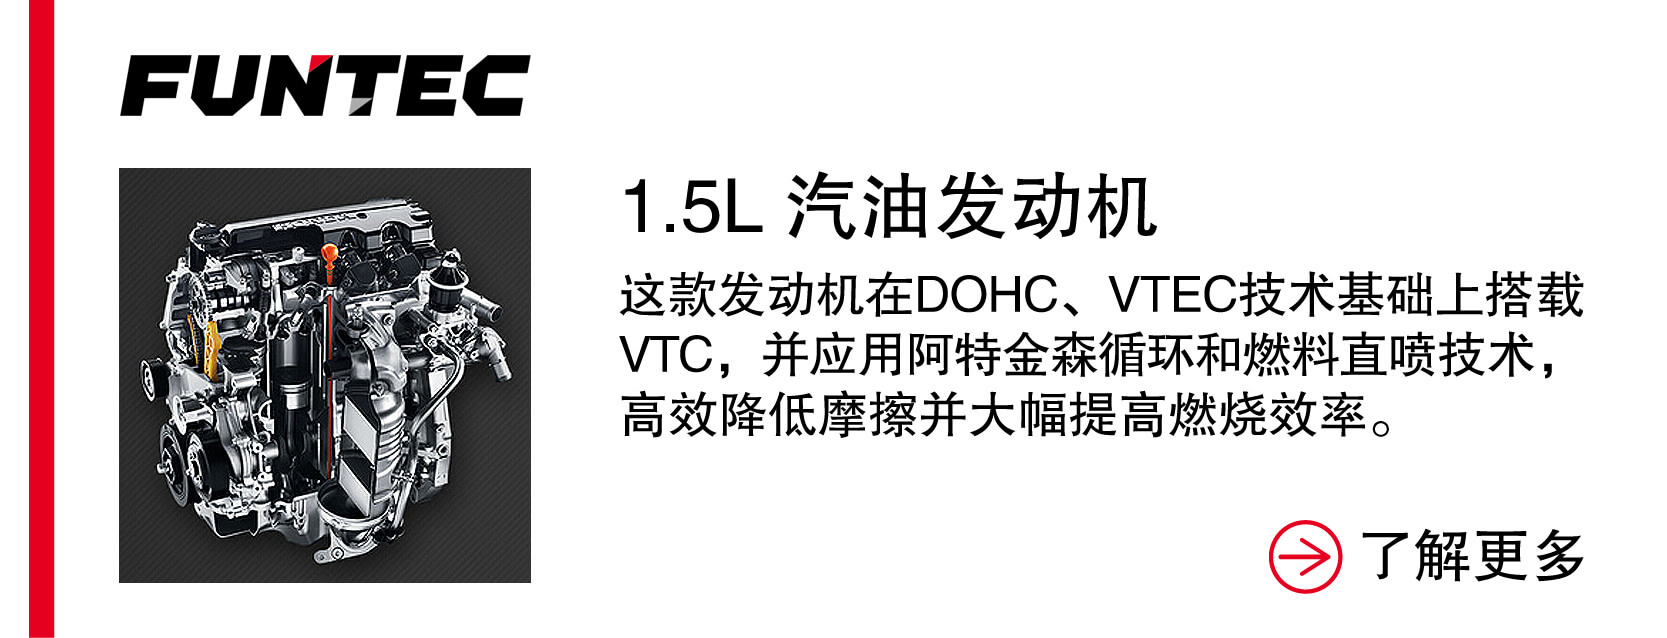 FUNTEC
1.5L 汽油发动机
这款发动机在DOHC、VTEC技术基础上搭载
VTC，并应用阿特金森循环和燃料直喷技术，
高效降低摩擦并大幅提高燃烧效率。
了解更多